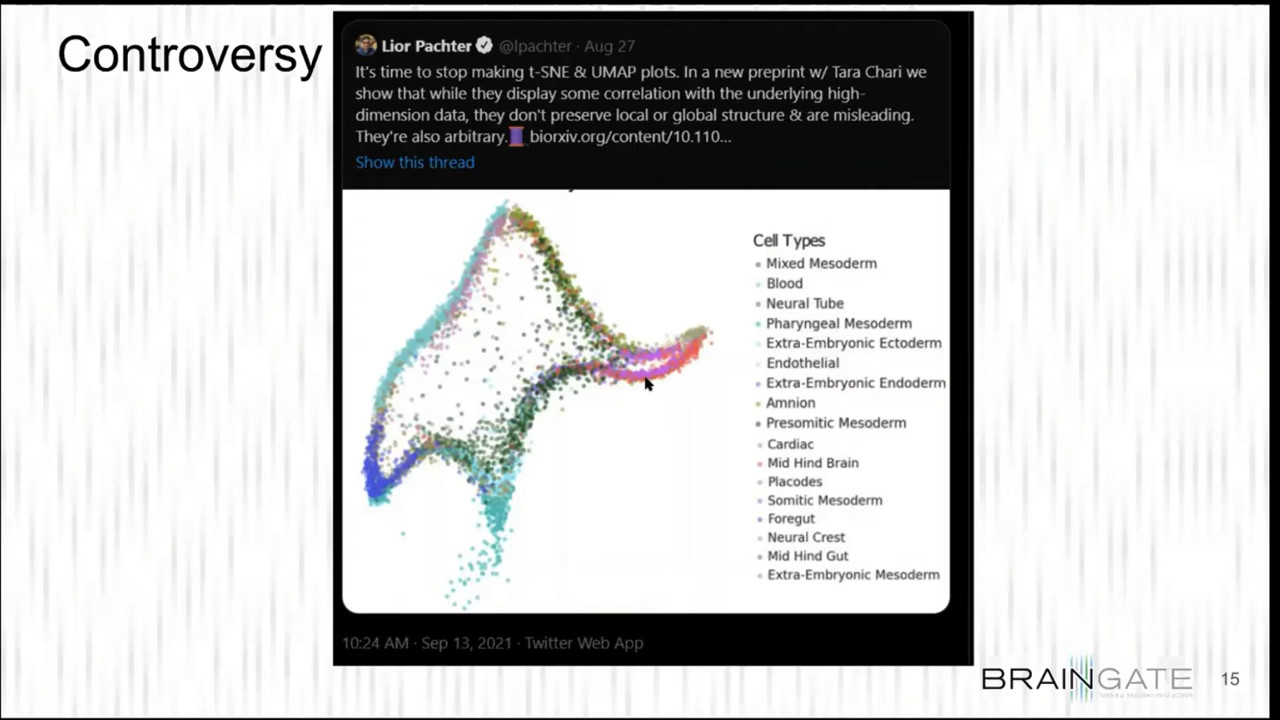 Controversy
Lior Pachter @lpachter · Aug 27
It's time to stop making t-SNE & UMAP plots. In a new preprint w/ Tara Chari we
show that while they display some correlation with the underlying high-
dimension data, they don't preserve local or global structure & are misleading.
They're also arbitrary. biorxiv.org/content/10.110...
Show this thread
Cell Types
Mixed Mesoderm
Blood
Neural Tube
Pharyngeal Mesoderm
Extra-Embryonic Ectoderm
Endothelial
Extra-Embryonic Endoderm
Amnion
Presomitic Mesoderm
Cardiac
Mid Hind Brain
Placodes
Somitic Mesoderm
Foregut
Neural Crest
Mid Hind Gut
Extra-Embryonic Mesoderm
10:24 AM · Sep 13, 2021 · Twitter Web App
BRAINGATE
15